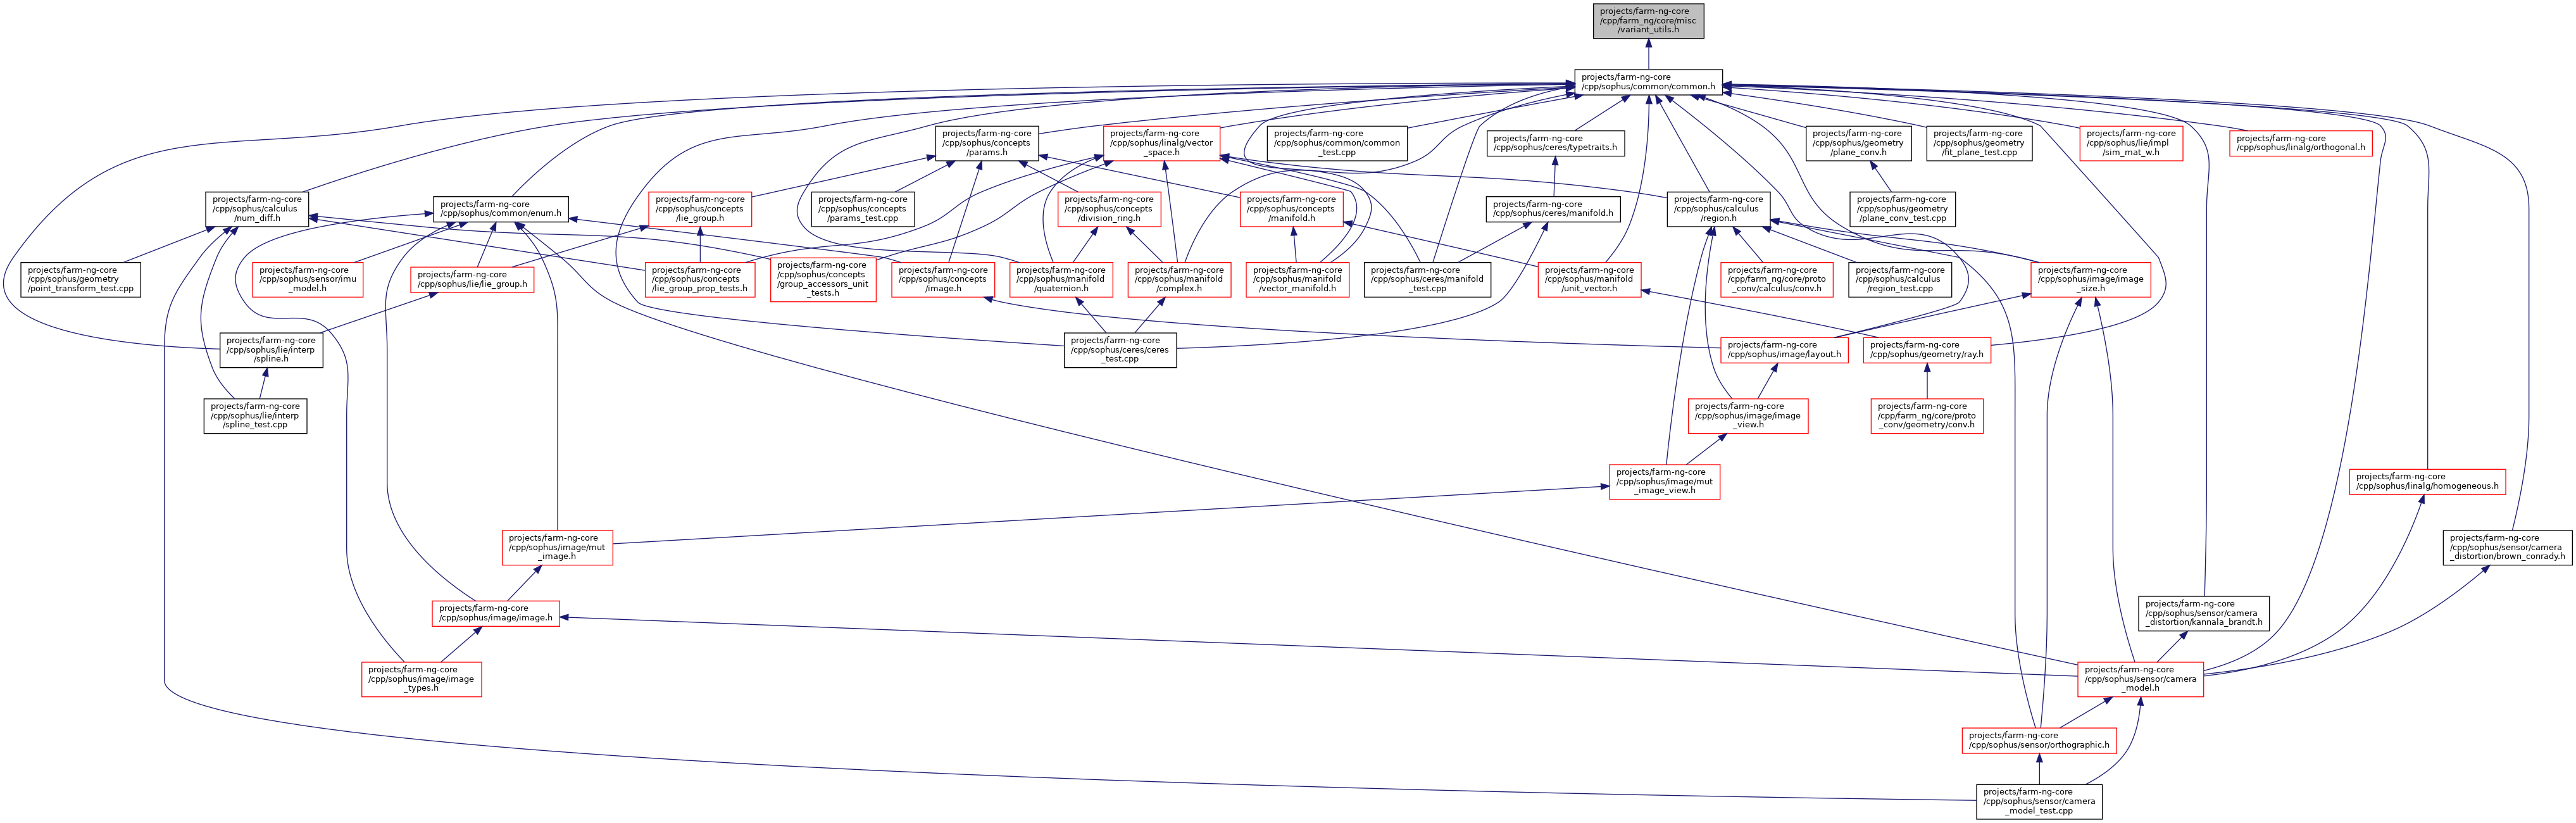 projects/farm-ng-core
/cpp/farm_ng/core/misc
/variant_utils.h
projects/farm-ng-core
/cpp/sophus/common/common.h
projects/farm-ng-core
/cpp/sophus/concepts
/params.h
projects/farm-ng-core
/cpp/sophus/linalg/vector
_space.h
projects/farm-ng-core
/cpp/sophus/common/common
_test.cpp
projects/farm-ng-core
/cpp/sophus/ceres/typetraits.h
projects/farm-ng-core
/cpp/sophus/geometry
/plane_conv.h
projects/farm-ng-core
/cpp/sophus/geometry
/fit_plane_test.cpp
projects/farm-ng-core
/cpp/sophus/lie/impl
/sim_mat_w.h
projects/farm-ng-core
/cpp/sophus/linalg/orthogonal.h
projects/farm-ng-core
/cpp/sophus/calculus
/num_diff.h
projects/farm-ng-core
/cpp/sophus/common/enum.h
projects/farm-ng-core
/cpp/sophus/concepts
/lie_group.h
projects/farm-ng-core
/cpp/sophus/concepts
/params_test.cpp
projects/farm-ng-core
/cpp/sophus/concepts
/division_ring.h
projects/farm-ng-core
/cpp/sophus/concepts
/manifold.h
projects/farm-ng-core
/cpp/sophus/ceres/manifold.h
projects/farm-ng-core
/cpp/sophus/calculus
/region.h
projects/farm-ng-core
/cpp/sophus/geometry
/plane_conv_test.cpp
projects/farm-ng-core
/cpp/sophus/geometry
/point_transform_test.cpp
projects/farm-ng-core
/cpp/sophus/sensor/imu
_model.h
projects/farm-ng-core
/cpp/sophus/lie/lie_group.h
projects/farm-ng-core
/cpp/sophus/concepts
/lie_group_prop_tests.h
projects/farm-ng-core
/cpp/sophus/concepts
/group_accessors_unit
_tests.h
projects/farm-ng-core
/cpp/sophus/concepts
/image.h
projects/farm-ng-core
/cpp/sophus/manifold
/quaternion.h
projects/farm-ng-core
/cpp/sophus/manifold
/complex.h
projects/farm-ng-core
/cpp/sophus/manifold
/vector_manifold.h
projects/farm-ng-core
/cpp/sophus/ceres/manifold
_test.cpp
projects/farm-ng-core
/cpp/sophus/manifold
/unit_vector.h
projects/farm-ng-core
/cpp/farm_ng/core/proto
_conv/calculus/conv.h
projects/farm-ng-core
/cpp/sophus/calculus
/region_test.cpp
projects/farm-ng-core
/cpp/sophus/image/image
_size.h
projects/farm-ng-core
/cpp/sophus/lie/interp
/spline.h
projects/farm-ng-core
/cpp/sophus/ceres/ceres
_test.cpp
projects/farm-ng-core
/cpp/sophus/image/layout.h
projects/farm-ng-core
/cpp/sophus/geometry/ray.h
projects/farm-ng-core
/cpp/sophus/lie/interp
/spline_test.cpp
projects/farm-ng-core
/cpp/sophus/image/image
_view.h
projects/farm-ng-core
/cpp/farm_ng/core/proto
_conv/geometry/conv.h
projects/farm-ng-core
/cpp/sophus/image/mut
_image_view.h
projects/farm-ng-core
/cpp/sophus/linalg/homogeneous.h
projects/farm-ng-core
/cpp/sophus/image/mut
_image.h
projects/farm-ng-core
/cpp/sophus/sensor/camera
_distortion/brown_conrady.h
projects/farm-ng-core
/cpp/sophus/image/image.h
projects/farm-ng-core
/cpp/sophus/sensor/camera
_distortion/kannala_brandt.h
projects/farm-ng-core
/cpp/sophus/image/image
_types.h
projects/farm-ng-core
/cpp/sophus/sensor/camera
_model.h
projects/farm-ng-core
/cpp/sophus/sensor/orthographic.h
projects/farm-ng-core
/cpp/sophus/sensor/camera
_model_test.cpp